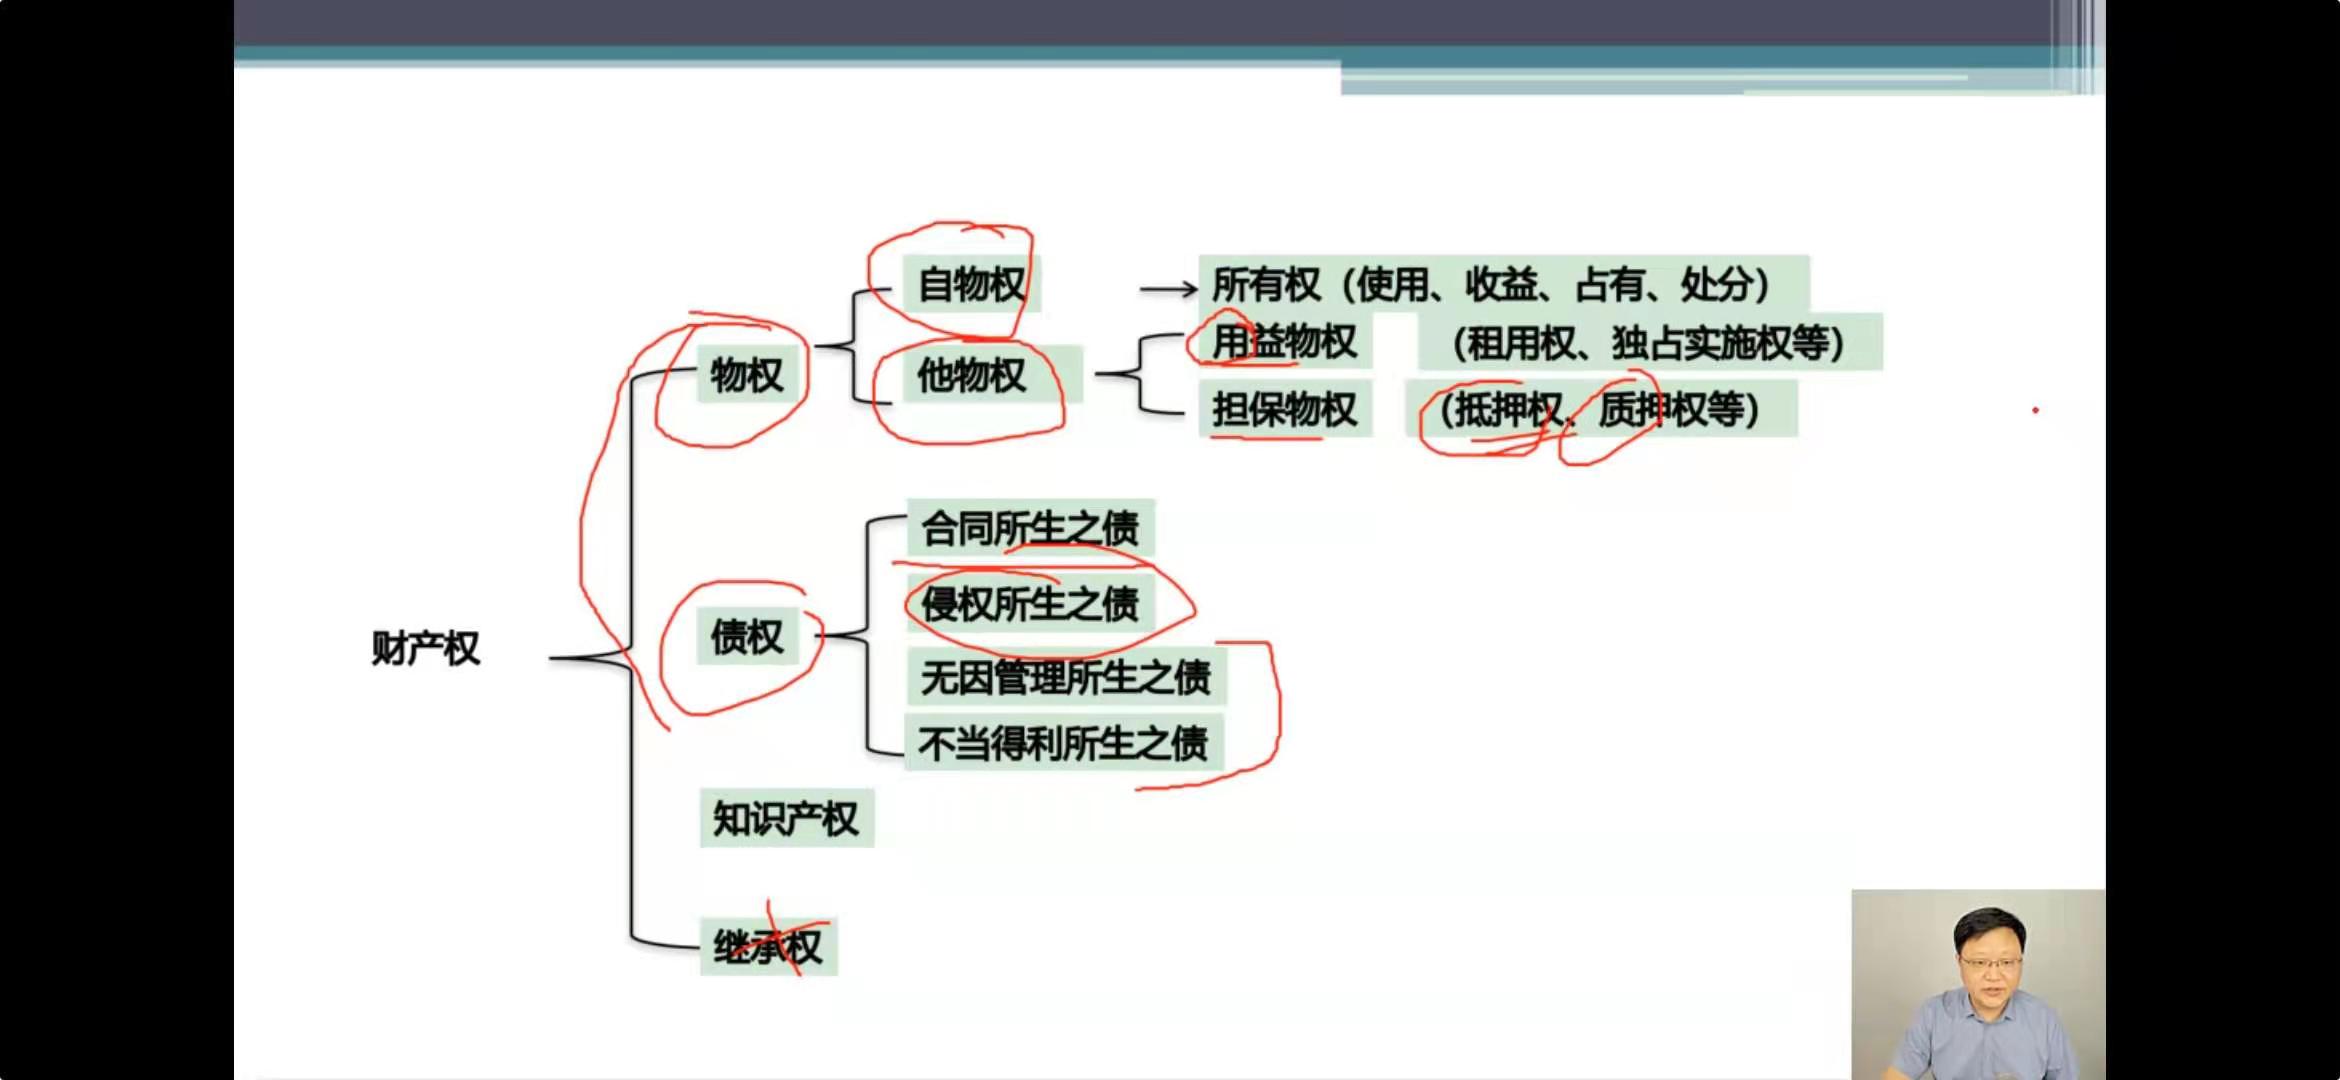 自物权
所有权（使用、收益、占有、处分）
用益物权
（租用权、独占实施权等）
物权
他物权
担保物权
（抵押权、质押权等）
合同所生之债
侵权所生之债
债权
财产权
无因管理所生之债
不当得利所生之债
知识产权
继承权